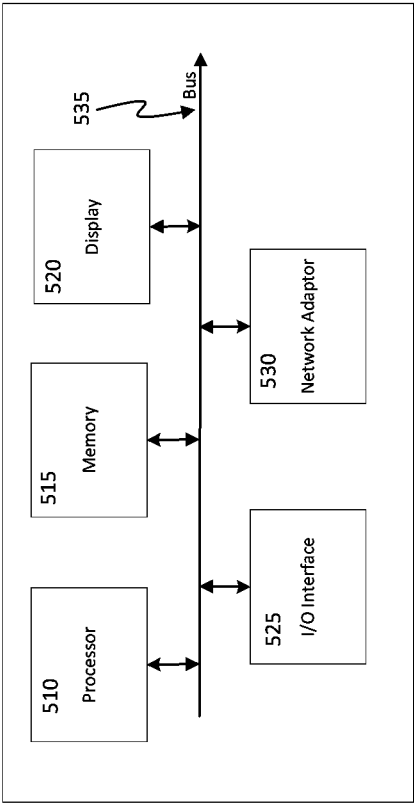 510
Processor
515
Memory
520
Display
535
Bus
525
I/O Interface
530
Network Adaptor